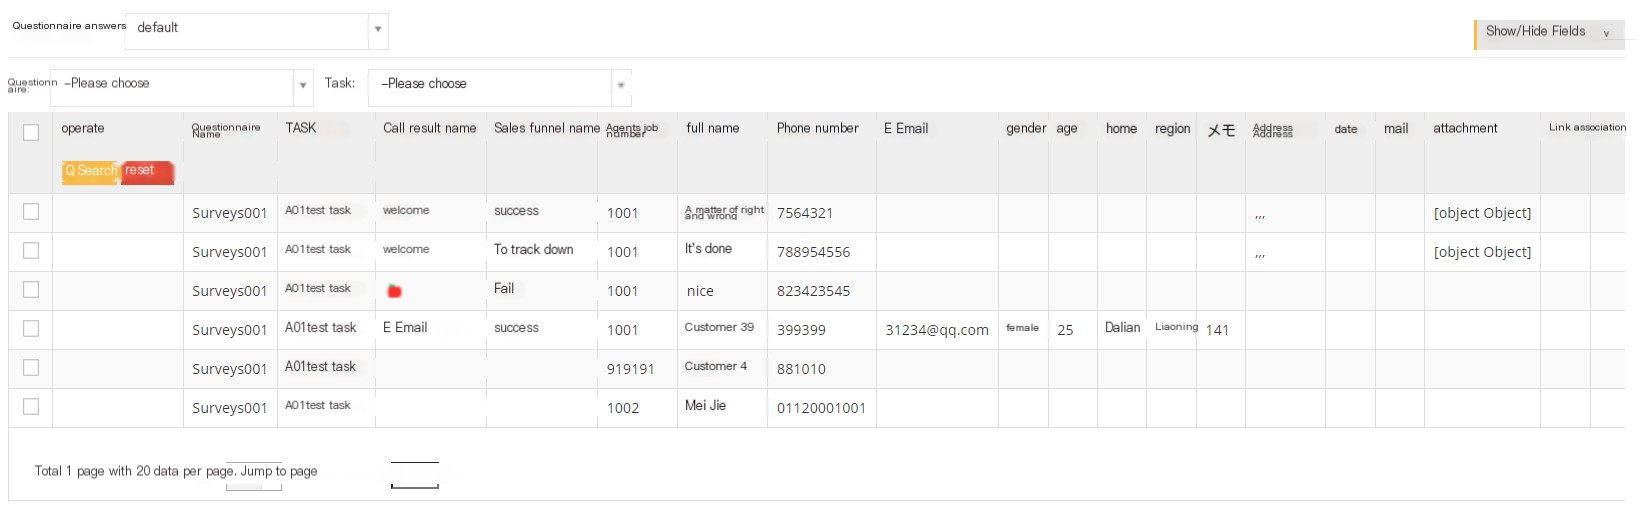 Questionnaire answers default
Show/Hide Fields v
Questionn
aire: –Please choose Task: –Please choose
operate Questionnaire
Name TASK Call result name Sales funnel name Agents job
number full name Phone number E Email gender age home region メモ Address
Address date mail attachment Link association
Q Search reset
Surveys001 A01test task welcome success 1001 A matter of right
and wrong 7564321 ,,, [object Object]
Surveys001 A01test task welcome To track down 1001 It's done 788954556 ,,, [object Object]
Surveys001 A01test task Fail 1001 nice 823423545
Surveys001 A01test task E Email success 1001 Customer 39 399399 31234@qq.com female 25 Dalian Liaoning 141
Surveys001 A01test task 919191 Customer 4 881010
Surveys001 A01test task 1002 Mei Jie 01120001001
Total 1 page with 20 data per page. Jump to page